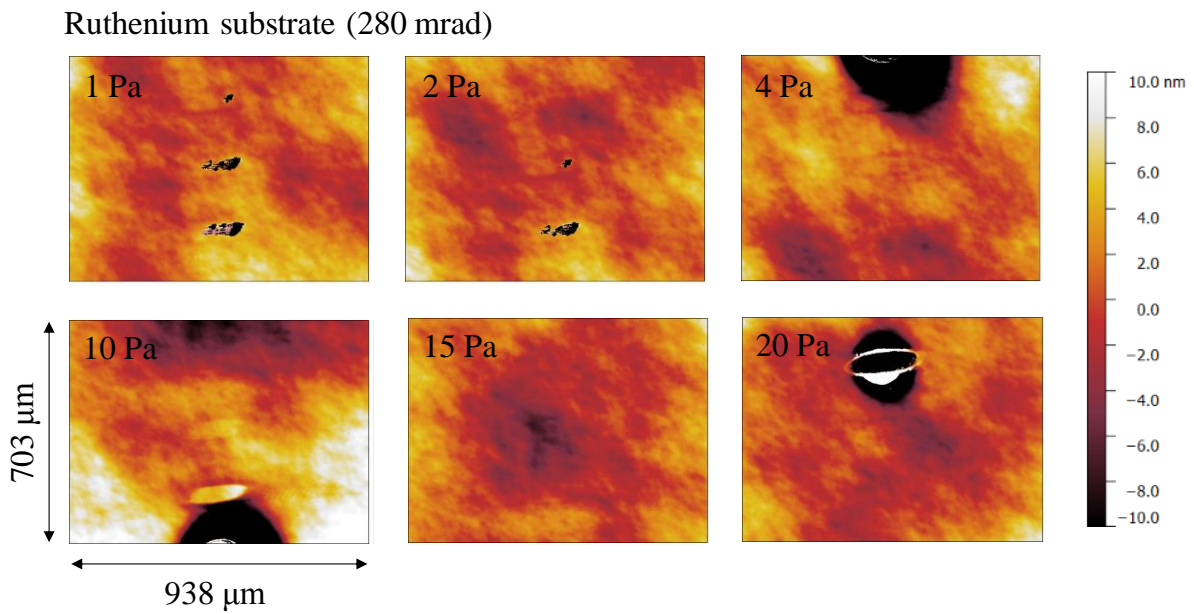 Ruthenium substrate (280 mrad)
1 Pa
2 Pa
4 Pa
10 Pa
15 Pa
20 Pa
703 μm
938 μm
10.0 nm
8.0
6.0
4.0
2.0
0.0
−2.0
−4.0
−6.0
−8.0
−10.0